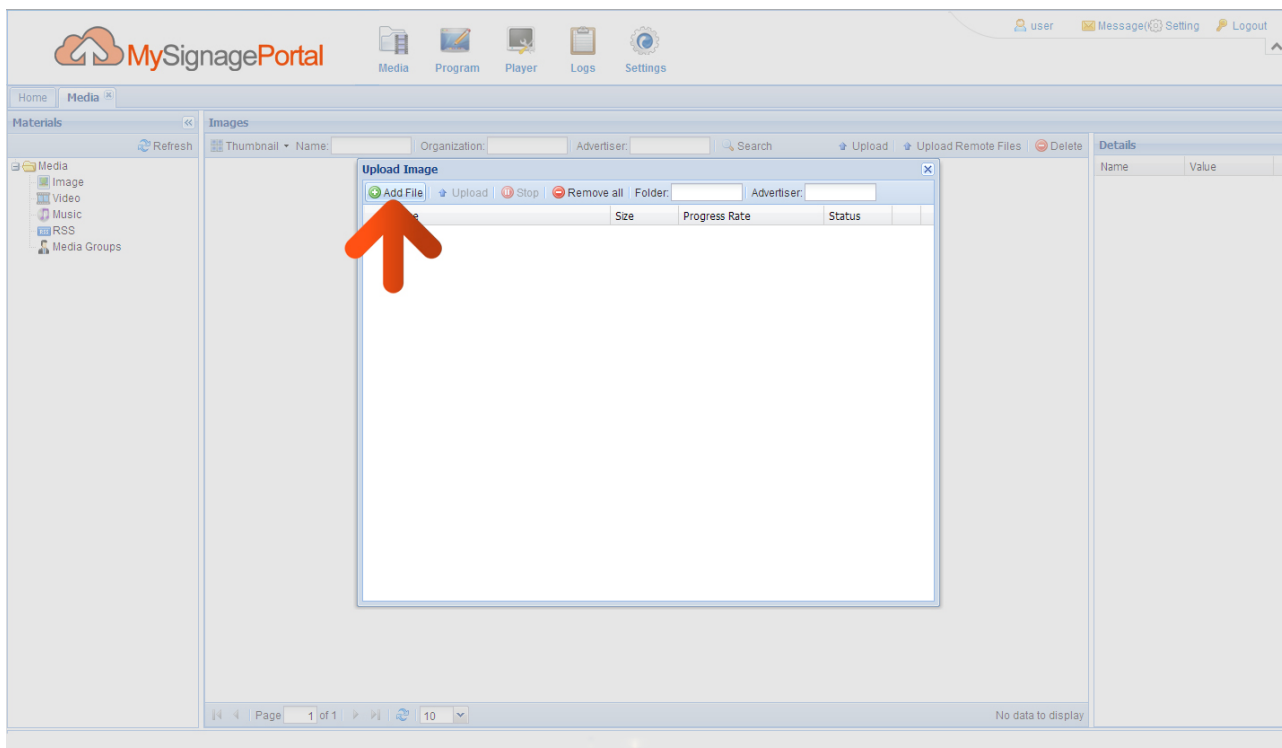 user Message( Setting Logout
MySignagePortal
Media Program Player Logs Settings
Home Media
Materials
Refresh
Media
Image
Video
Music
RSS
Media Groups
Images
Thumbnail Name: Organization: Advertiser: Search Upload Upload Remote Files Delete
Details
Name Value
Upload Image
Add File Upload Stop Remove all Folder: Advertiser:
Size Progress Rate Status
Page 1 of 1 10 No data to display